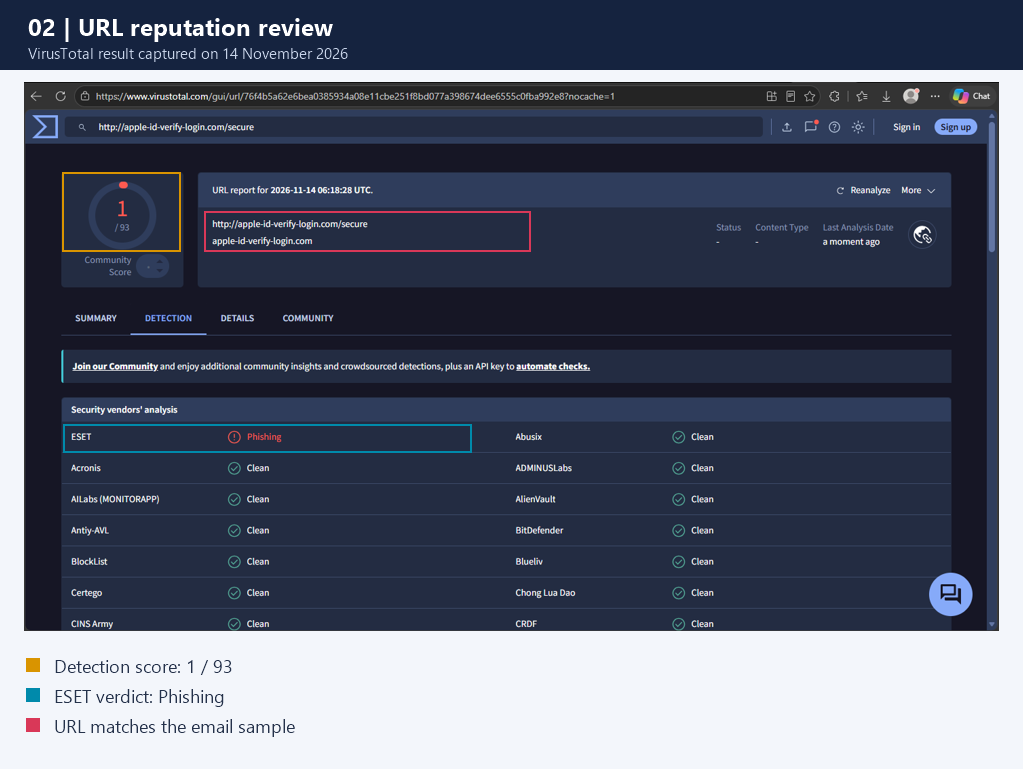 02 | URL reputation review
VirusTotal result captured on 14 November 2026
https://www.virustotal.com/gui/url/76f4b5a62e6bea0385934a08e11cbe251f8bd077a398674dee6555c0fba992e8?nocache=1
Chat
http://apple-id-verify-login.com/secure
Sign in
Sign up
1
/ 93
Community
Score
-
URL report for 2026-11-14 06:18:28 UTC.
Reanalyze
More
http://apple-id-verify-login.com/secure
apple-id-verify-login.com
Status
-
Content Type
-
Last Analysis Date
a moment ago
SUMMARY
DETECTION
DETAILS
COMMUNITY
Join our Community and enjoy additional community insights and crowdsourced detections, plus an API key to automate checks.
Security vendors' analysis
ESET Phishing Abusix Clean
Acronis Clean ADMINUSLabs Clean
AILabs (MONITORAPP) Clean AlienVault Clean
Antiy-AVL Clean BitDefender Clean
BlockList Clean Blueliv Clean
Certego Clean Chong Lua Dao Clean
CINS Army Clean CRDF Clean
Detection score: 1 / 93
ESET verdict: Phishing
URL matches the email sample